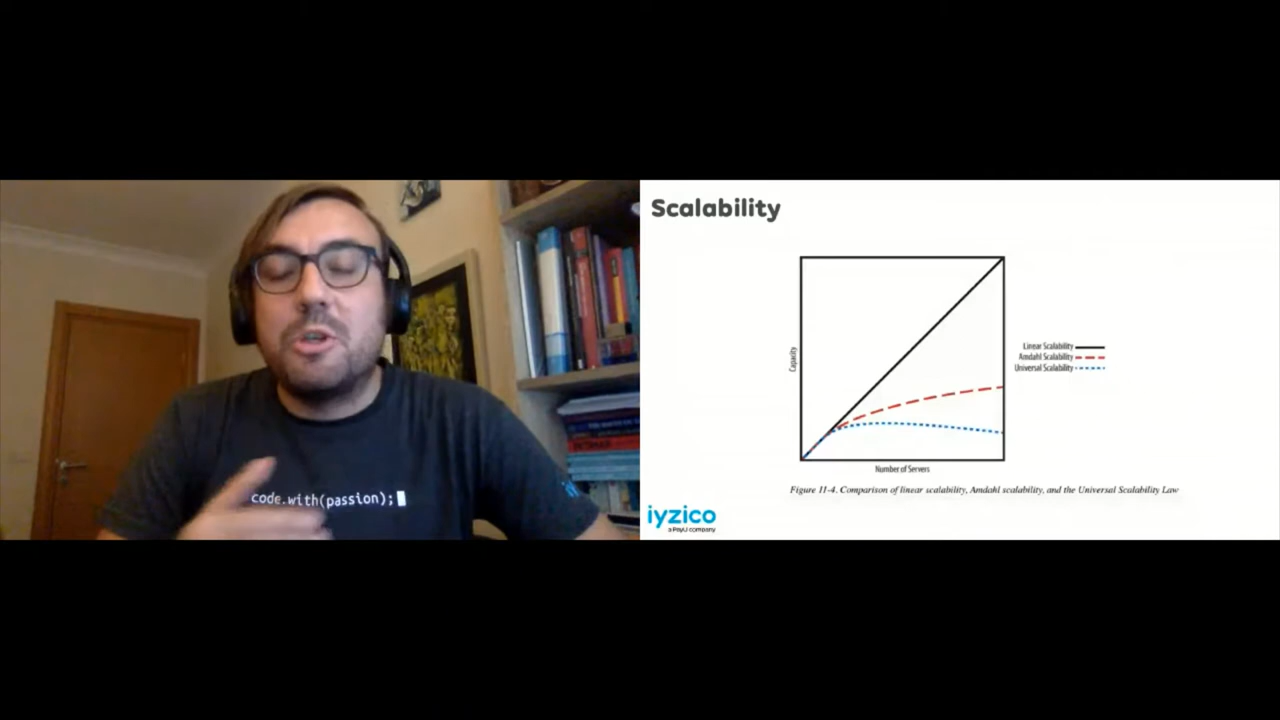 code.with(passion);
Scalability
Capacity
Linear Scalability
Amdahl Scalability
Universal Scalability
Number of Servers
Figure 11-4. Comparison of linear scalability, Amdahl scalability, and the Universal Scalability Law
iyzico
a PayU company